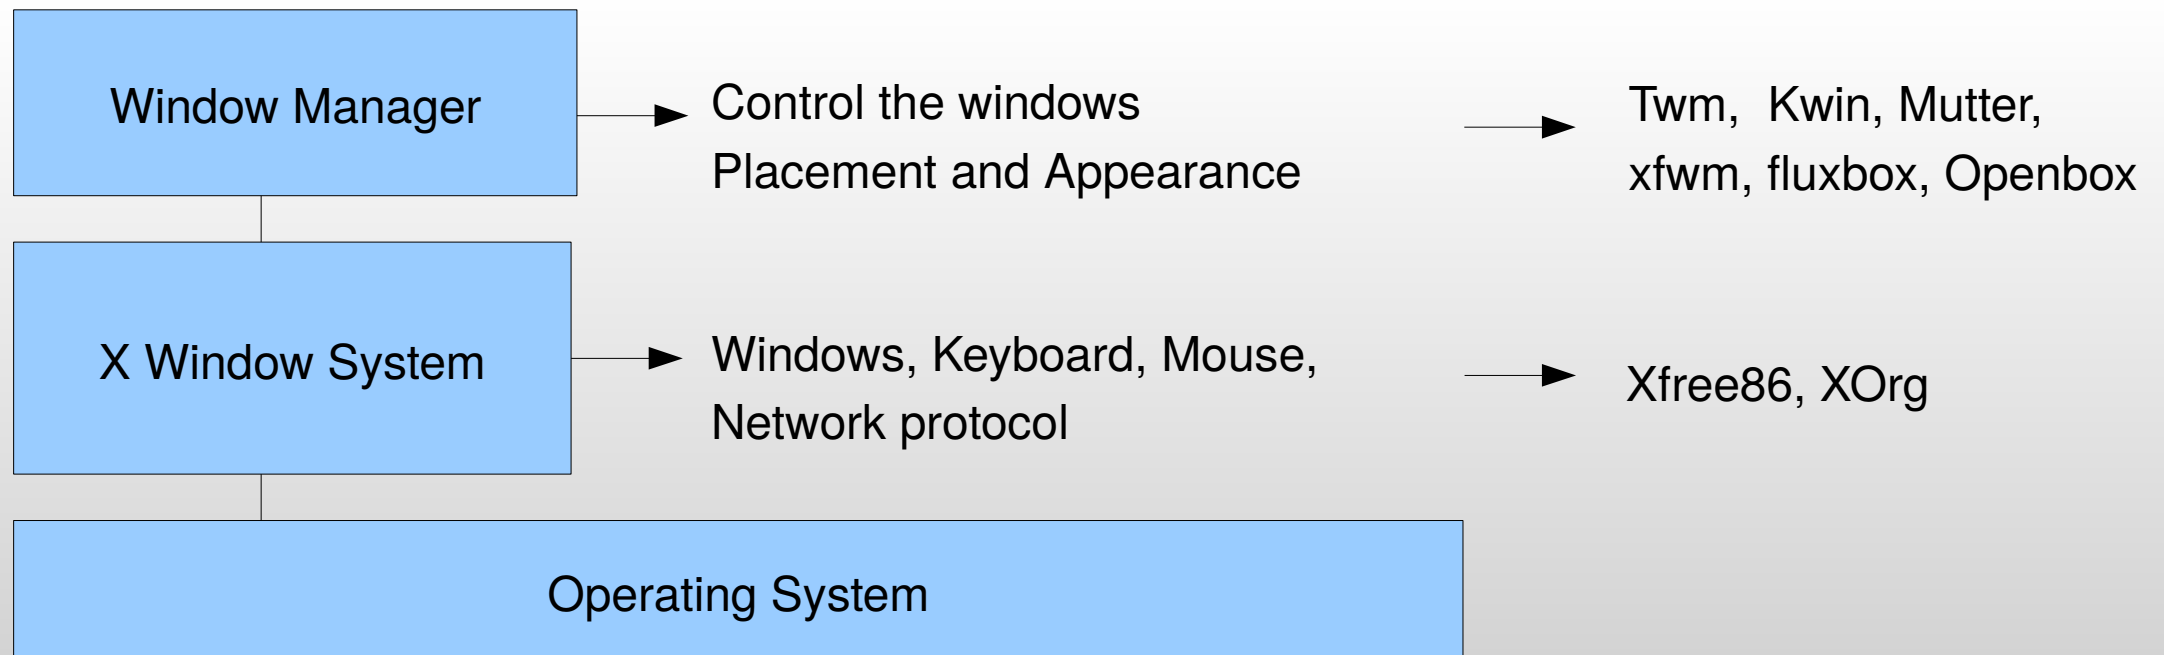 Window Manager
Control the windows
Placement and Appearance
Twm, Kwin, Mutter,
xfwm, fluxbox, Openbox
X Window System
Windows, Keyboard, Mouse,
Network protocol
Xfree86, XOrg
Operating System